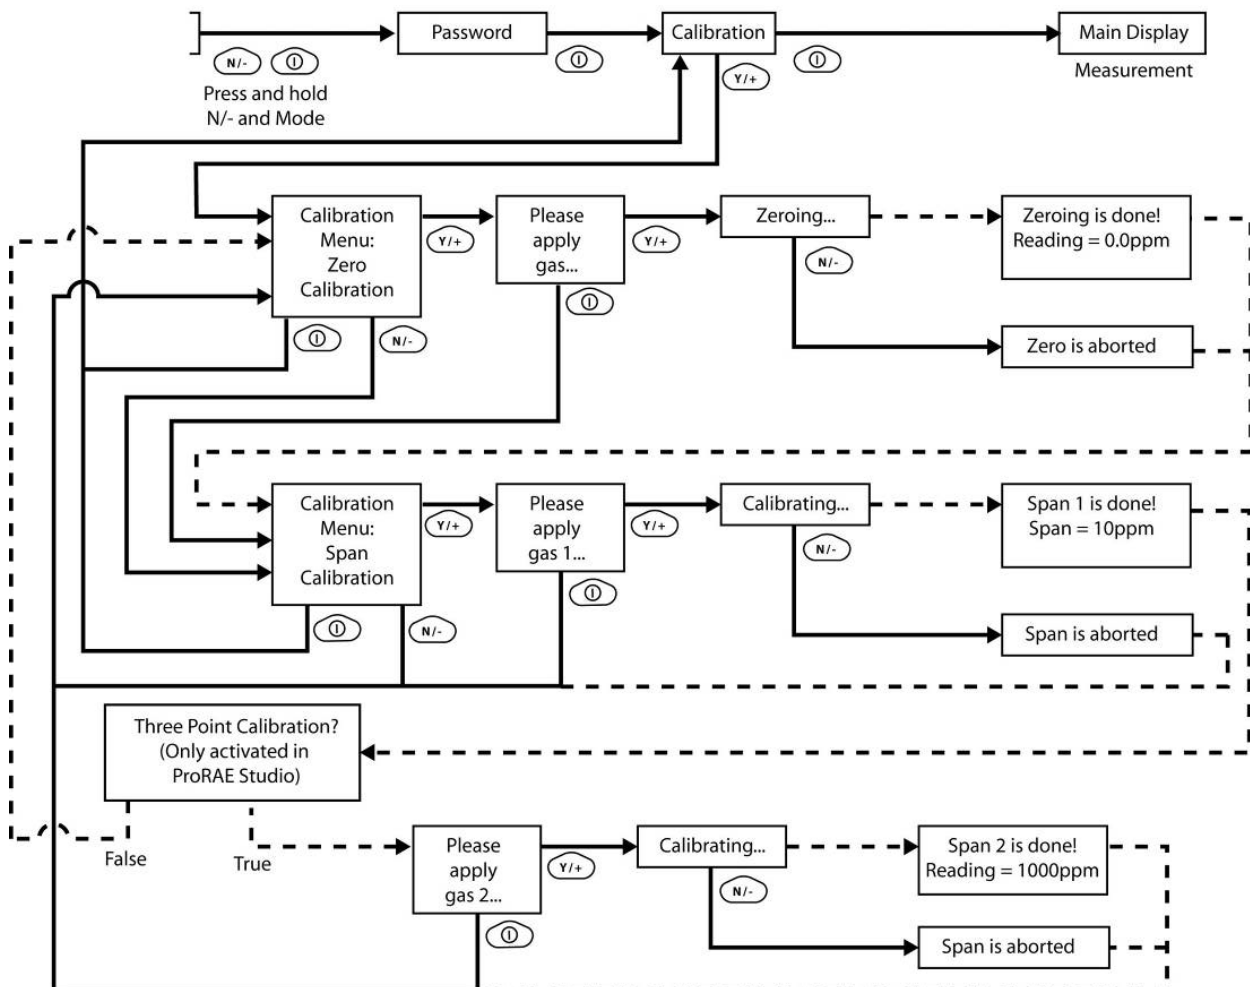 Password
Calibration
Main Display
N/-
Y/+
Measurement
Press and hold
N/- and Mode
Calibration
Menu:
Zero
Calibration
Y/+
Please
apply
gas...
Y/+
Zeroing...
N/-
Zeroing is done!
Reading = 0.0ppm
N/-
Zero is aborted
Calibration
Menu:
Span
Calibration
Y/+
Please
apply
gas 1...
Y/+
Calibrating...
N/-
Span 1 is done!
Span = 10ppm
N/-
Span is aborted
Three Point Calibration?
(Only activated in
ProRAE Studio)
False
True
Please
apply
gas 2...
Y/+
Calibrating...
N/-
Span 2 is done!
Reading = 1000ppm
Span is aborted